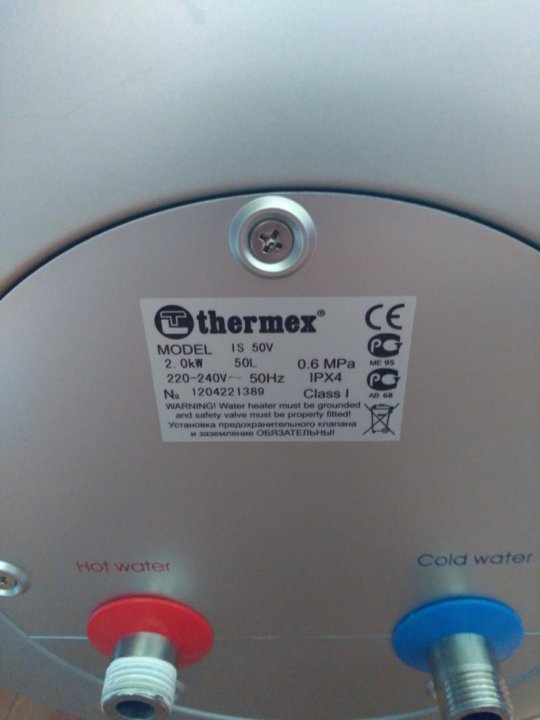 thermex®
MODEL IS 50V
2.0kW 50L 0.6 MPa
220-240V~ 50Hz IPX4
№ 1204221389 Class I
WARNING! Water heater must be grounded
and safety valve must be properly fitted!
Установка предохранительного клапана
и заземление ОБЯЗАТЕЛЬНЫ!
CE
ME 95
AB 68
Hot water
Cold water